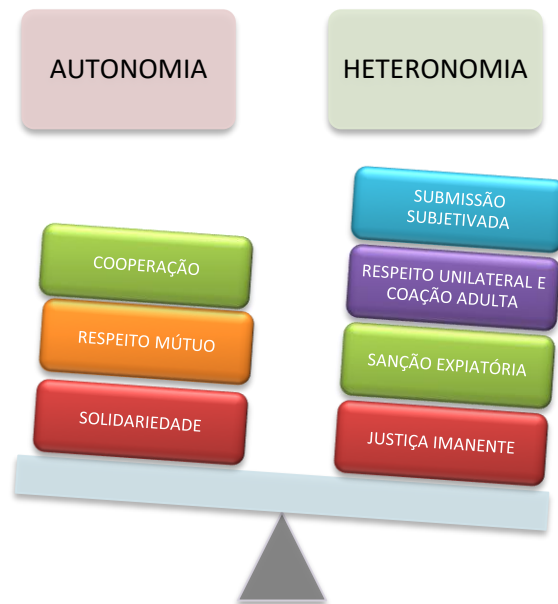 AUTONOMIA
HETERONOMIA
SUBMISSÃO
SUBJETIVADA
COOPERAÇÃO
RESPEITO UNILATERAL E
COAÇÃO ADULTA
RESPEITO MÚTUO
SANÇÃO EXPIATÓRIA
SOLIDARIEDADE
JUSTIÇA IMANENTE